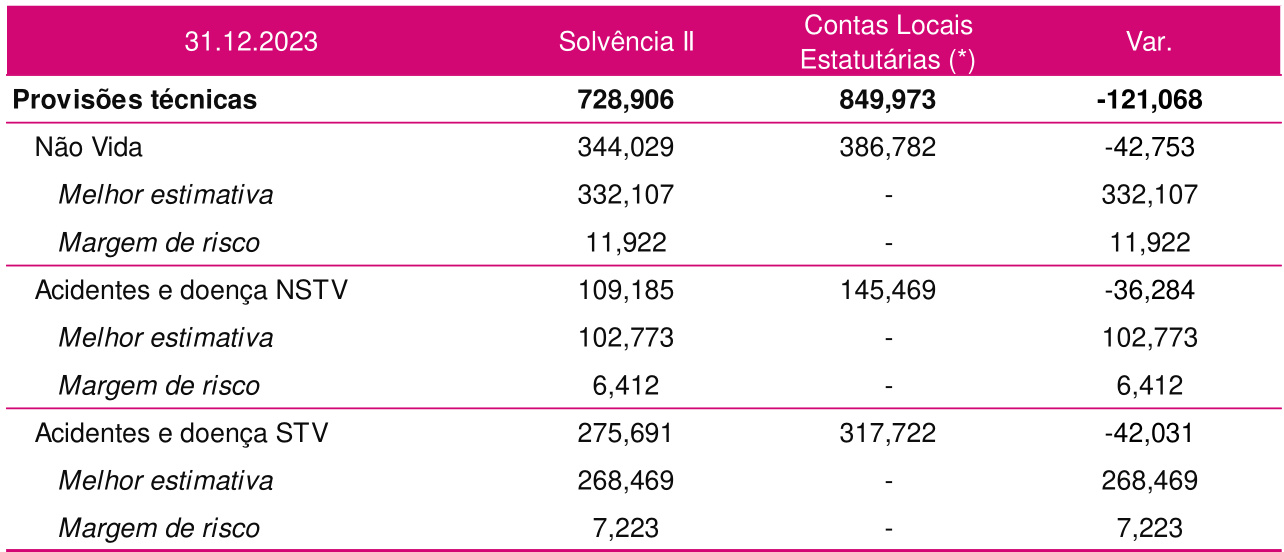 31.12.2023 Solvência II Contas Locais Estatutárias (*) Var.
Provisões técnicas 728,906 849,973 -121,068
Não Vida 344,029 386,782 -42,753
Melhor estimativa 332,107 - 332,107
Margem de risco 11,922 - 11,922
Acidentes e doença NSTV 109,185 145,469 -36,284
Melhor estimativa 102,773 - 102,773
Margem de risco 6,412 - 6,412
Acidentes e doença STV 275,691 317,722 -42,031
Melhor estimativa 268,469 - 268,469
Margem de risco 7,223 - 7,223